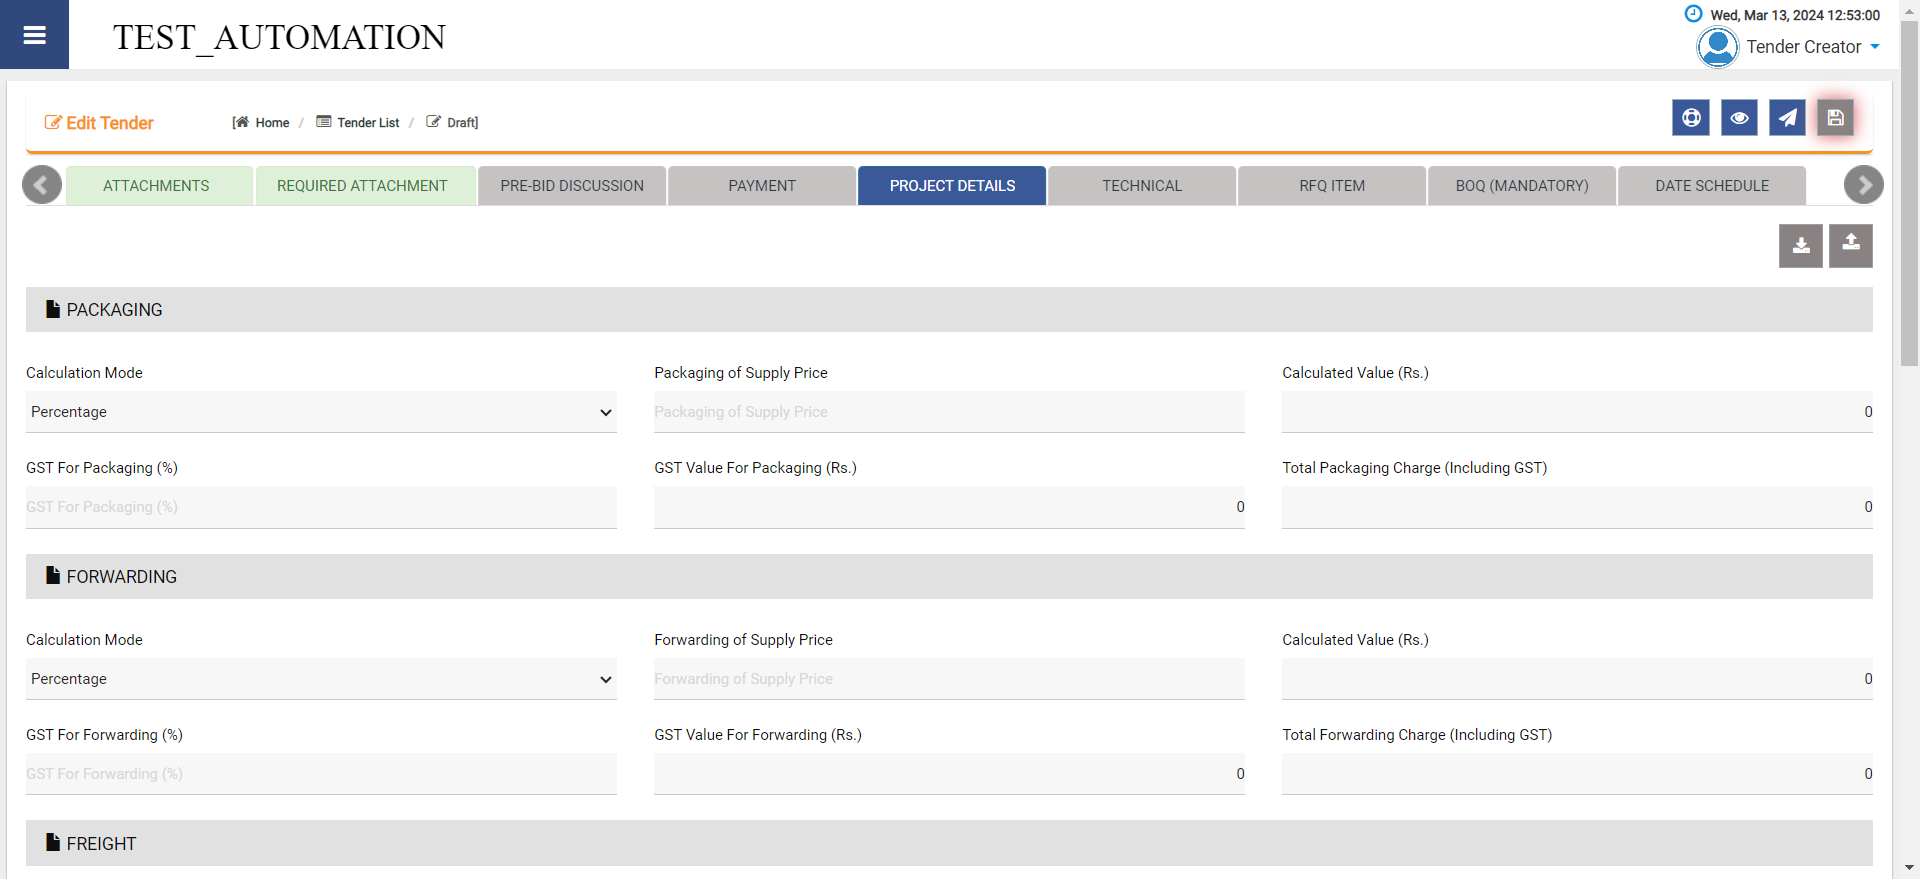 TEST_AUTOMATION
Wed, Mar 13, 2024 12:53:00
Tender Creator
Edit Tender
[ Home / Tender List / Draft]
ATTACHMENTS REQUIRED ATTACHMENT PRE-BID DISCUSSION PAYMENT PROJECT DETAILS TECHNICAL RFQ ITEM BOQ (MANDATORY) DATE SCHEDULE
PACKAGING
Calculation Mode Packaging of Supply Price Calculated Value (Rs.)
Percentage Packaging of Supply Price 0
GST For Packaging (%) GST Value For Packaging (Rs.) Total Packaging Charge (Including GST)
GST For Packaging (%) 0 0
FORWARDING
Calculation Mode Forwarding of Supply Price Calculated Value (Rs.)
Percentage Forwarding of Supply Price 0
GST For Forwarding (%) GST Value For Forwarding (Rs.) Total Forwarding Charge (Including GST)
GST For Forwarding (%) 0 0
FREIGHT